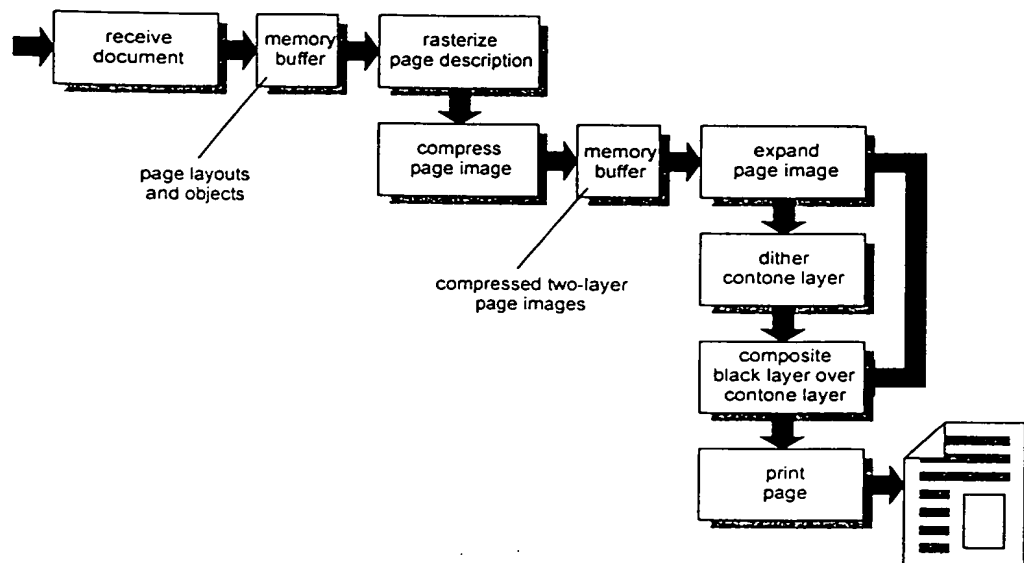 receive
document
memory
buffer
rasterize
page description
page layouts
and objects
compress
page image
memory
buffer
expand
page image
compressed two-layer
page images
dither
contone layer
composite
black layer over
contone layer
print
page